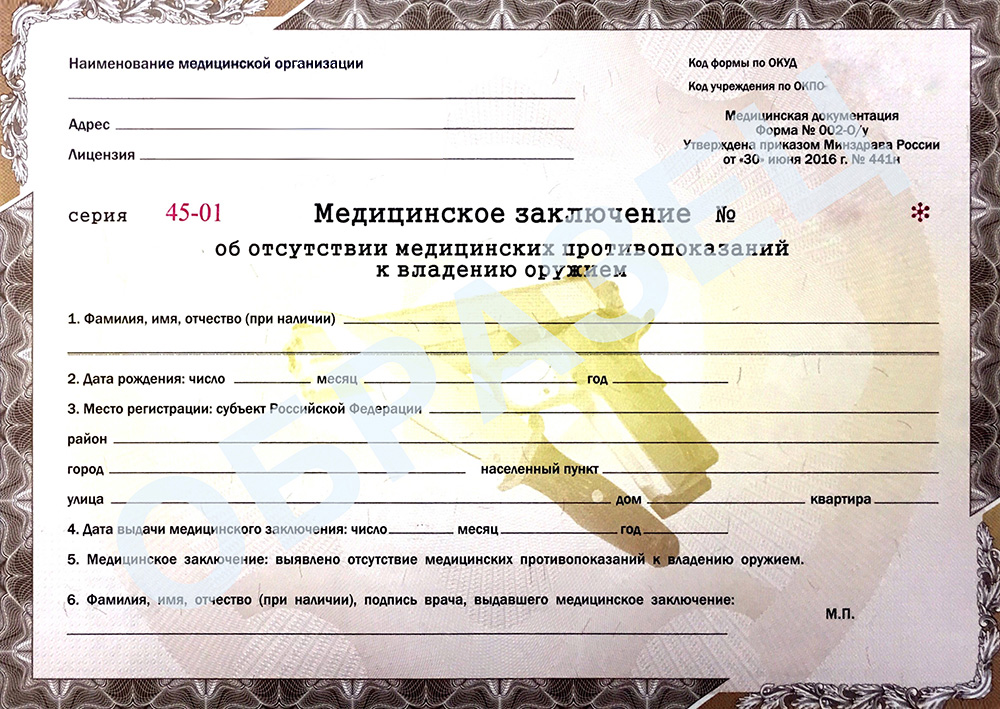 Наименование медицинской организации
Код формы по ОКУД
Код учреждения по ОКПО
Адрес
Лицензия
Медицинская документация
Форма № 002-О/у
Утверждена приказом Минздрава России
от «30» июня 2016 г. № 441н
серия 45-01 Медицинское заключение №
об отсутствии медицинских противопоказаний
к владению оружием
1. Фамилия, имя, отчество (при наличии)
2. Дата рождения: число месяц год
3. Место регистрации: субъект Российской Федерации
район
город населенный пункт
улица дом квартира
4. Дата выдачи медицинского заключения: число месяц год
5. Медицинское заключение: выявлено отсутствие медицинских противопоказаний к владению оружием.
6. Фамилия, имя, отчество (при наличии), подпись врача, выдавшего медицинское заключение:
М.П.
ОБРАЗЕЦ